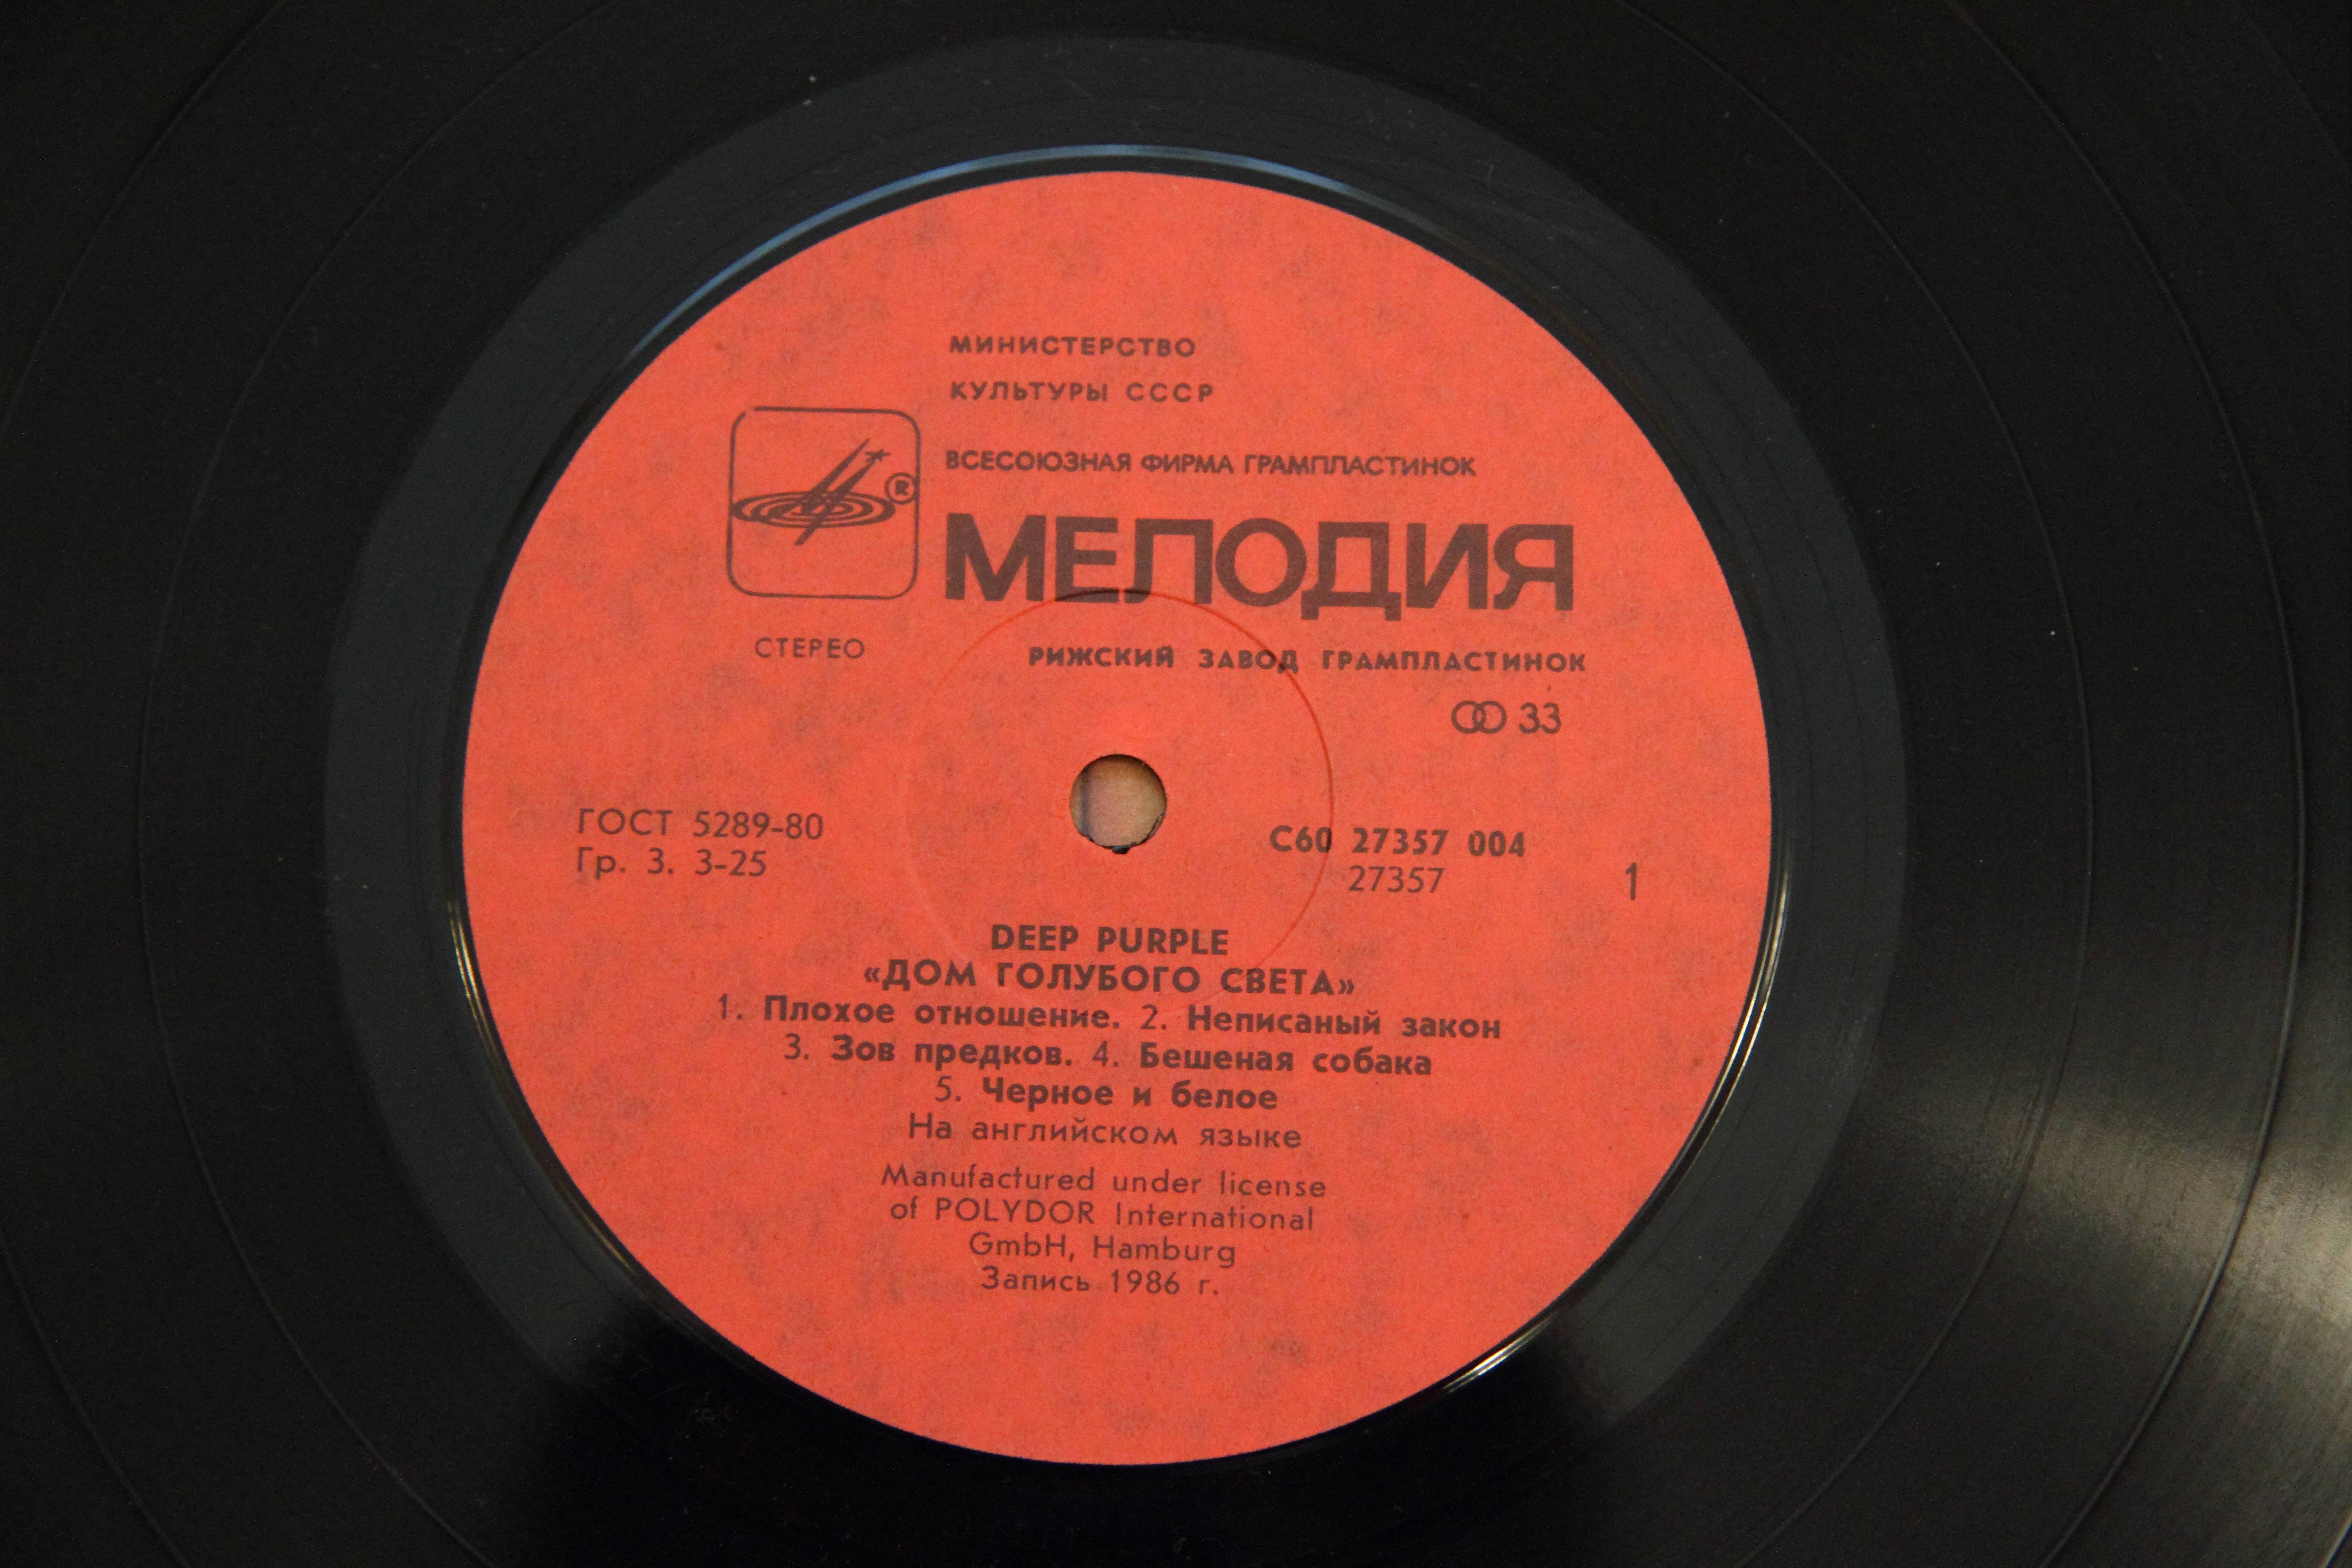 МИНИСТЕРСТВО
КУЛЬТУРЫ СССР
ВСЕСОЮЗНАЯ ФИРМА ГРАМПЛАСТИНОК
®
МЕЛОДИЯ
СТЕРЕО
РИЖСКИЙ ЗАВОД ГРАМПЛАСТИНОК
33
ГОСТ 5289-80
Гр. 3. 3-25
С60 27357 004
27357
1
DEEP PURPLE
«ДОМ ГОЛУБОГО СВЕТА»
1. Плохое отношение. 2. Неписаный закон
3. Зов предков. 4. Бешеная собака
5. Черное и белое
На английском языке
Manufactured under license
of POLYDOR International
GmbH, Hamburg
Запись 1986 г.